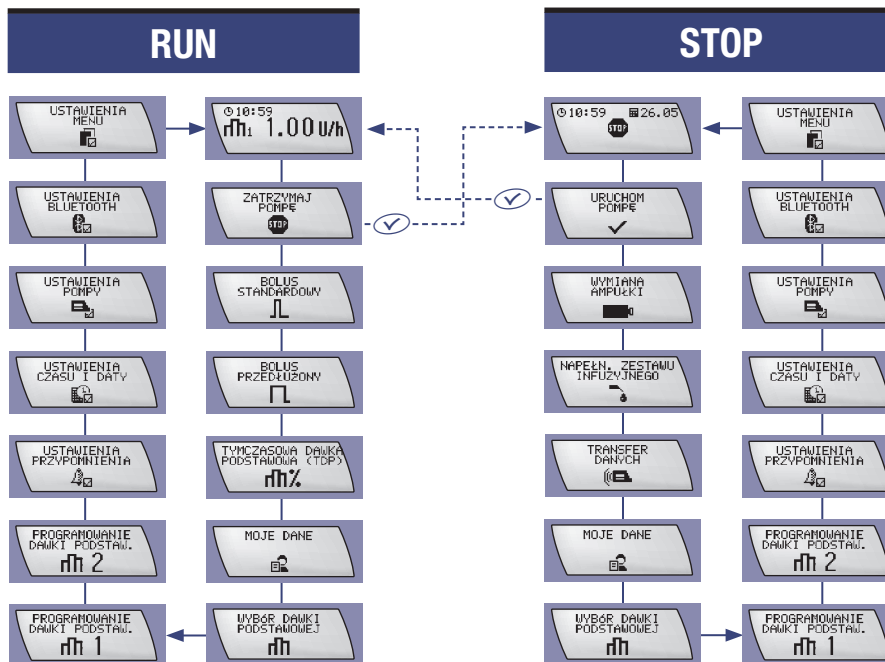 RUN
USTAWIENIA
MENU
10:59
1 1.00 U/h
USTAWIENIA
BLUETOOTH
ZATRZYMAJ
POMPĘ
STOP
USTAWIENIA
POMPY
BOLUS
STANDARDOWY
USTAWIENIA
CZASU I DATY
BOLUS
PRZEDŁUŻONY
USTAWIENIA
PRZYPOMNIENIA
TYMCZASOWA DAWKA
PODSTAWOWA (TDP)
%
PROGRAMOWANIE
DAWKI PODSTAW.
2
MOJE DANE
PROGRAMOWANIE
DAWKI PODSTAW.
1
WYBÓR DAWKI
PODSTAWOWEJ
STOP
10:59 26.05
STOP
USTAWIENIA
MENU
URUCHOM
POMPĘ
USTAWIENIA
BLUETOOTH
WYMIANA
AMPUŁKI
USTAWIENIA
POMPY
NAPEŁN. ZESTAWU
INFUZYJNEGO
USTAWIENIA
CZASU I DATY
TRANSFER
DANYCH
USTAWIENIA
PRZYPOMNIENIA
MOJE DANE
PROGRAMOWANIE
DAWKI PODSTAW.
2
WYBÓR DAWKI
PODSTAWOWEJ
PROGRAMOWANIE
DAWKI PODSTAW.
1